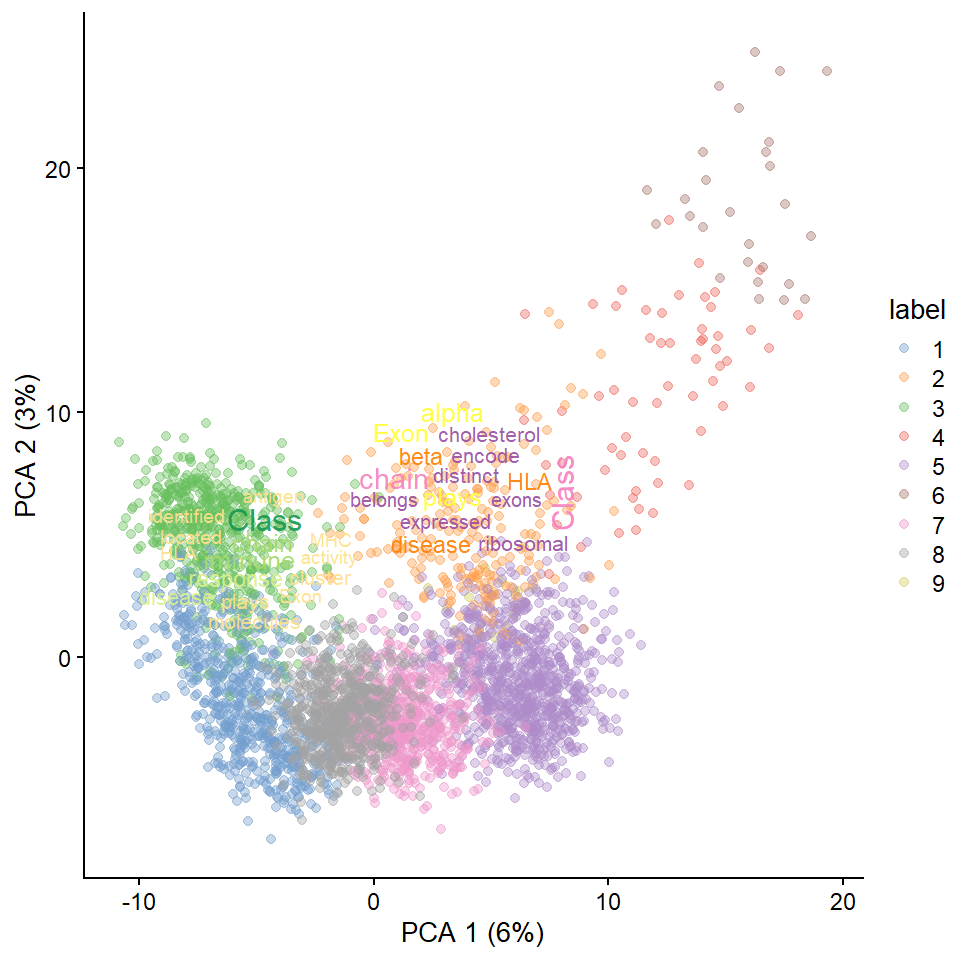 20
10
0
-10
0
10
20
PCA 2 (3%)
PCA 1 (6%)
label
1
2
3
4
5
6
7
8
9
alpha
Exon cholesterol
beta encode
chain distinct HLA
belongs plays exons
Class
expressed
disease ribosomal
antigen
identified Class
located
MHC
HLA
activity
response cluster
disease plays Exon
molecules